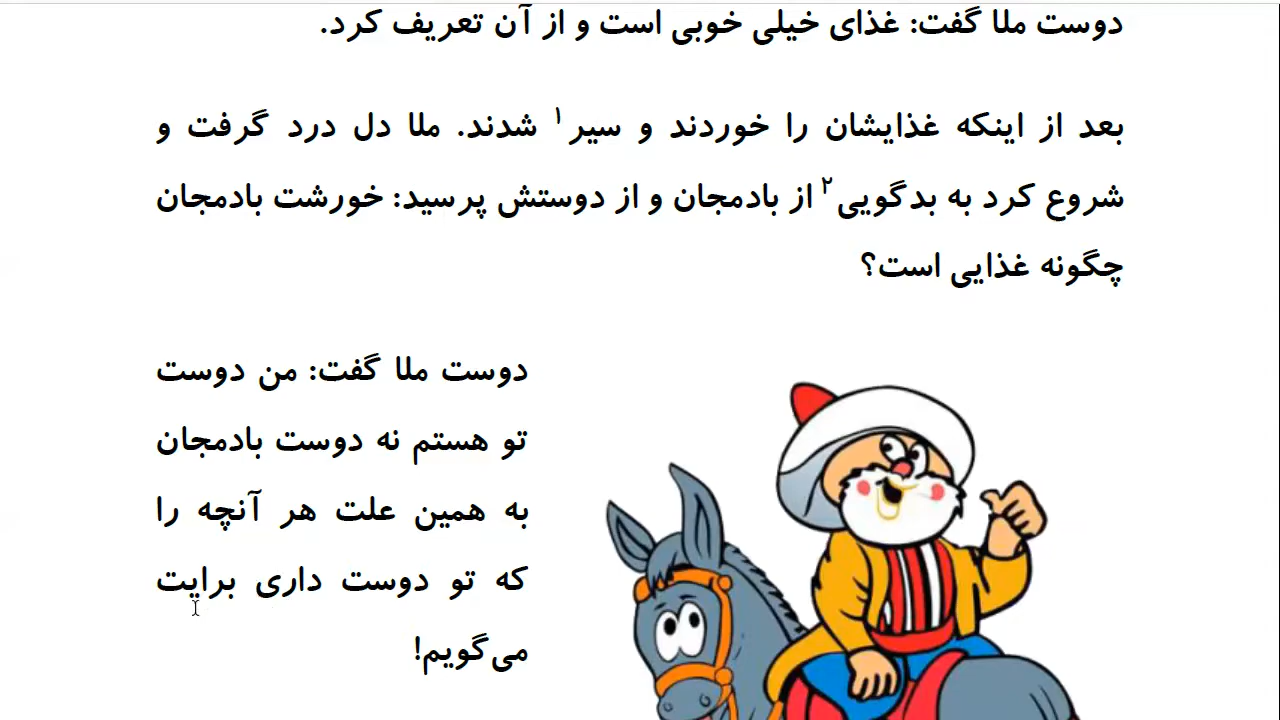 دوست ملا گفت: غذای خیلی خوبی است و از آن تعریف کرد.
بعد از اینکه غذایشان را خوردند و سیر۱ شدند. ملا دل درد گرفت و
شروع کرد به بدگویی۲ از بادمجان و از دوستش پرسید: خورشت بادمجان
چگونه غذایی است؟
دوست ملا گفت: من دوست
تو هستم نه دوست بادمجان
به همین علت هر آنچه را
که تو دوست داری برایت
می‌گویم!